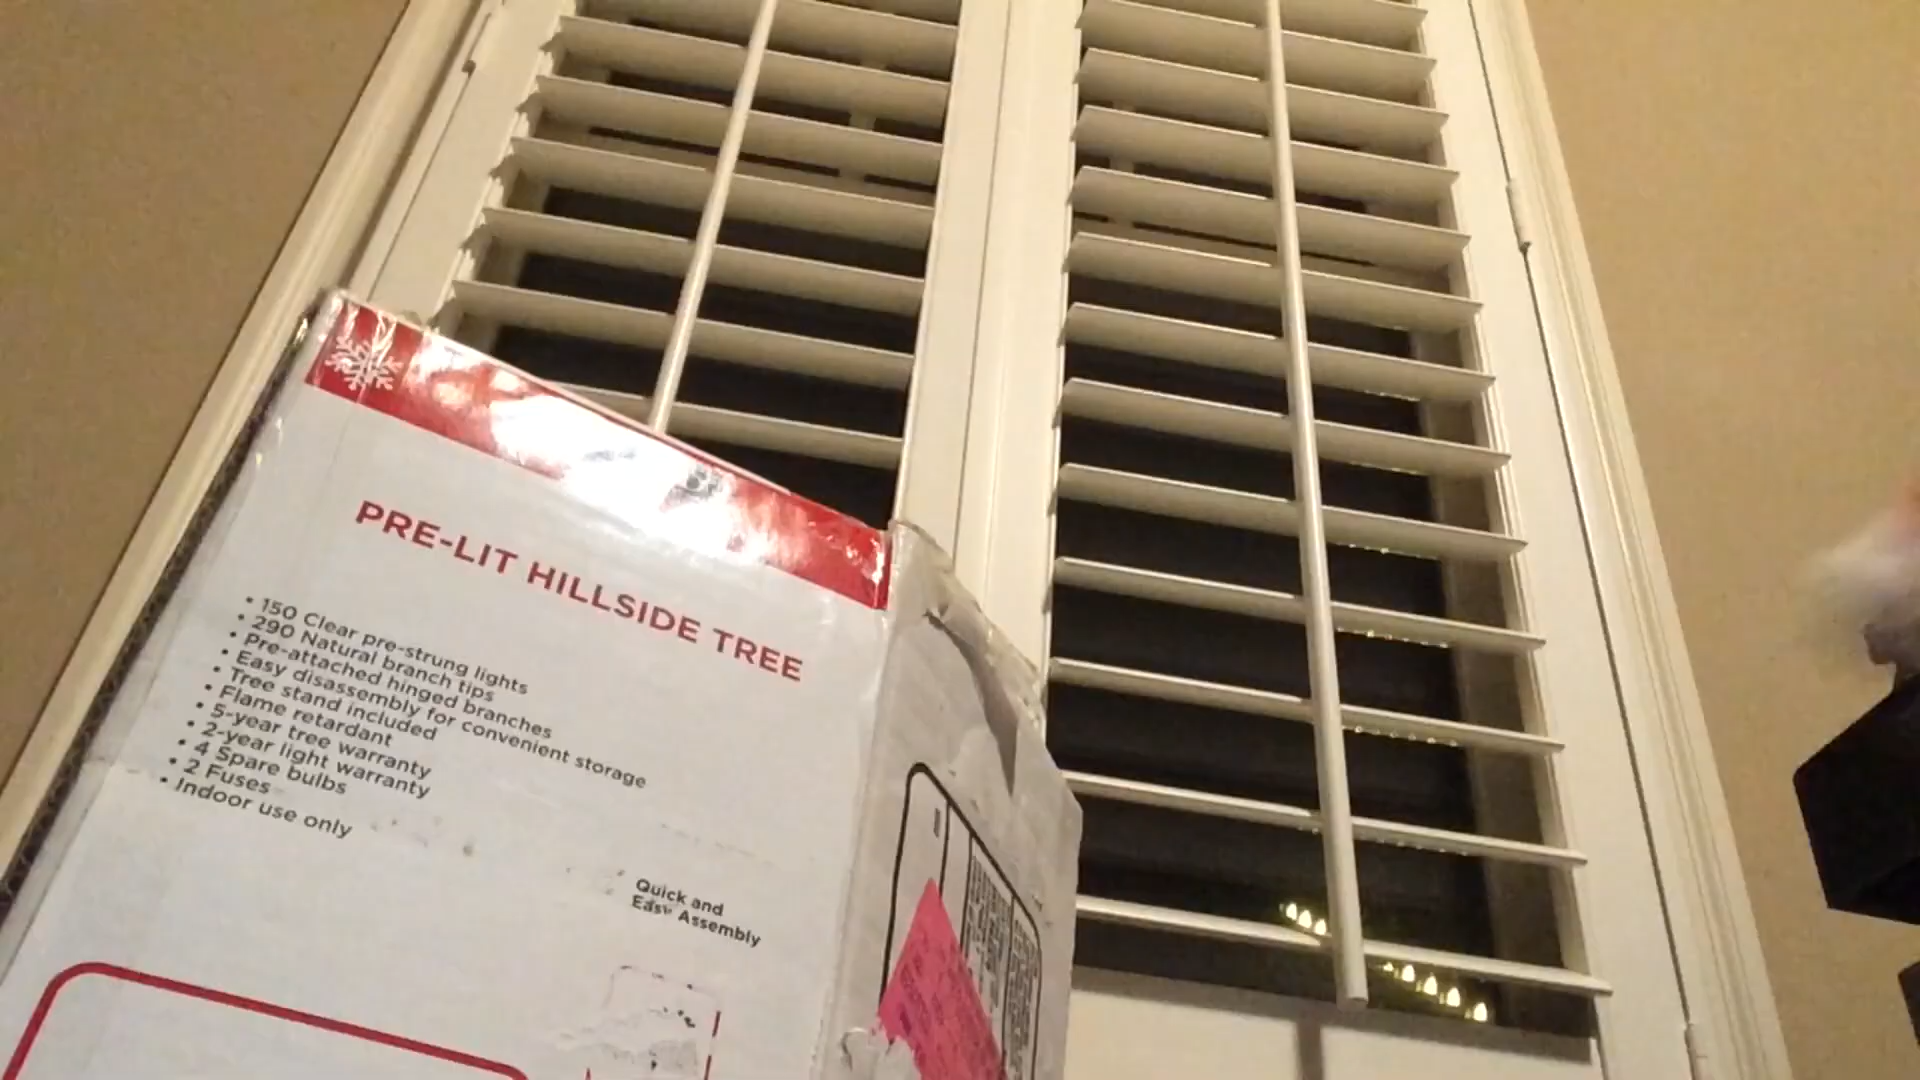 PRE-LIT HILLSIDE TREE
• 150 Clear pre-strung lights
• 290 Natural branch tips
• Pre-attached hinged branches
• Easy disassembly for convenient storage
• Tree stand included
• Flame retardant
• 5-year tree warranty
• 2-year light warranty
• 4 Spare bulbs
• 2 Fuses
• Indoor use only
Quick and
Easy Assembly